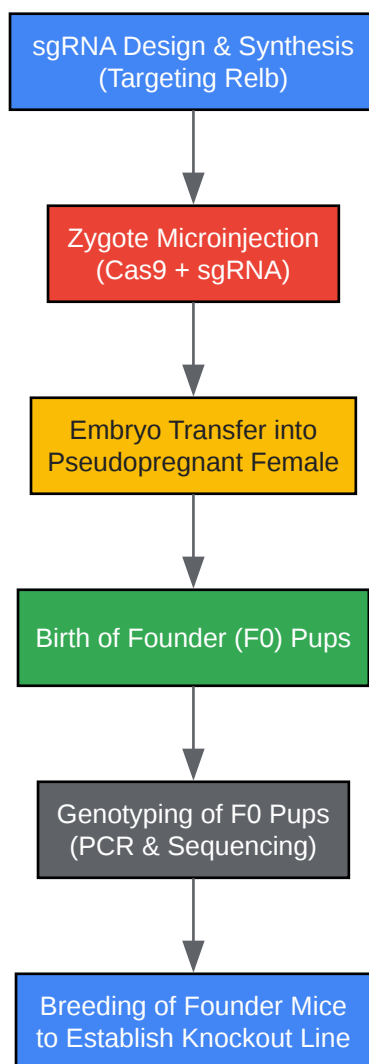 sgRNA Design & Synthesis
(Targeting Relb)
Zygote Microinjection
(Cas9 + sgRNA)
Embryo Transfer into
Pseudopregnant Female
Birth of Founder (F0) Pups
Genotyping of F0 Pups
(PCR & Sequencing)
Breeding of Founder Mice
to Establish Knockout Line